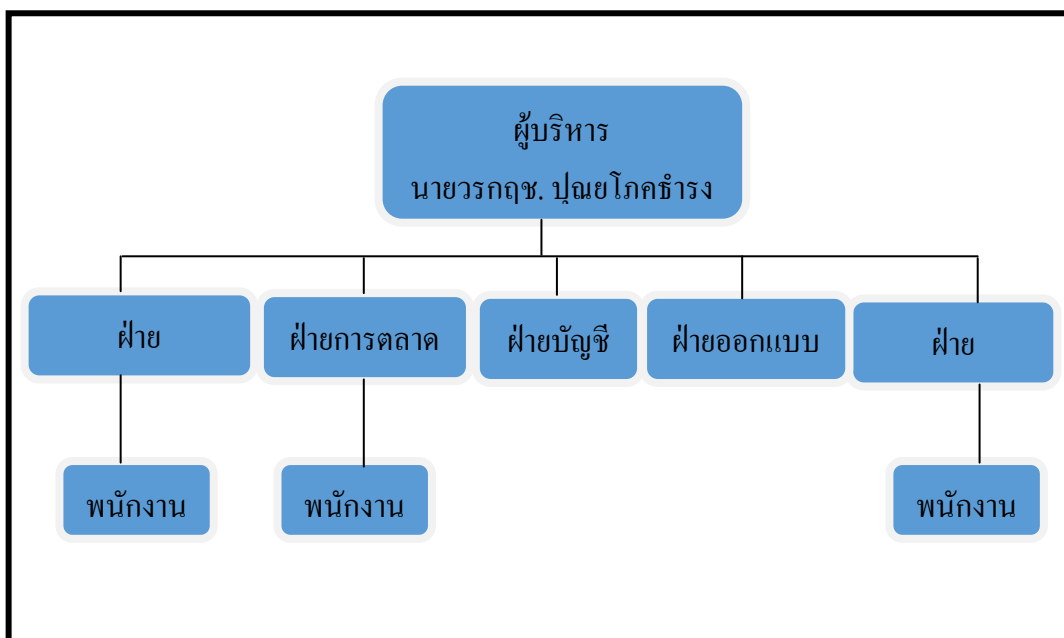 ผู้บริหาร
นายวรกฤช. ปุณยโภคธำรง
ฝ่าย
ฝ่ายการตลาด
ฝ่ายบัญชี
ฝ่ายออกแบบ
ฝ่าย
พนักงาน
พนักงาน
พนักงาน